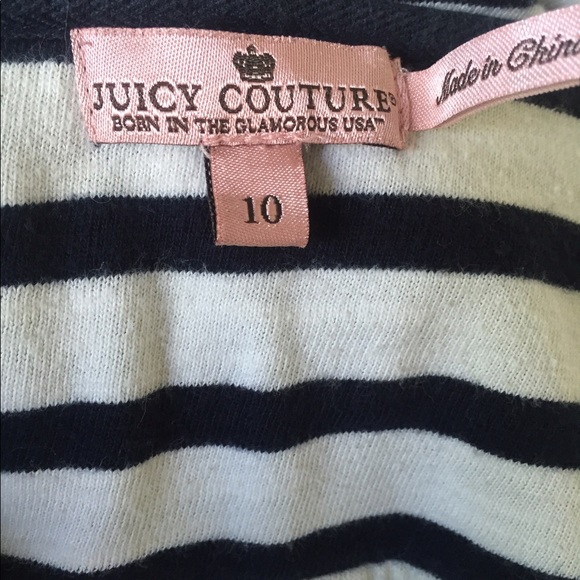 JUICY COUTURE®
BORN IN THE GLAMOROUS USA™
10
Made in China